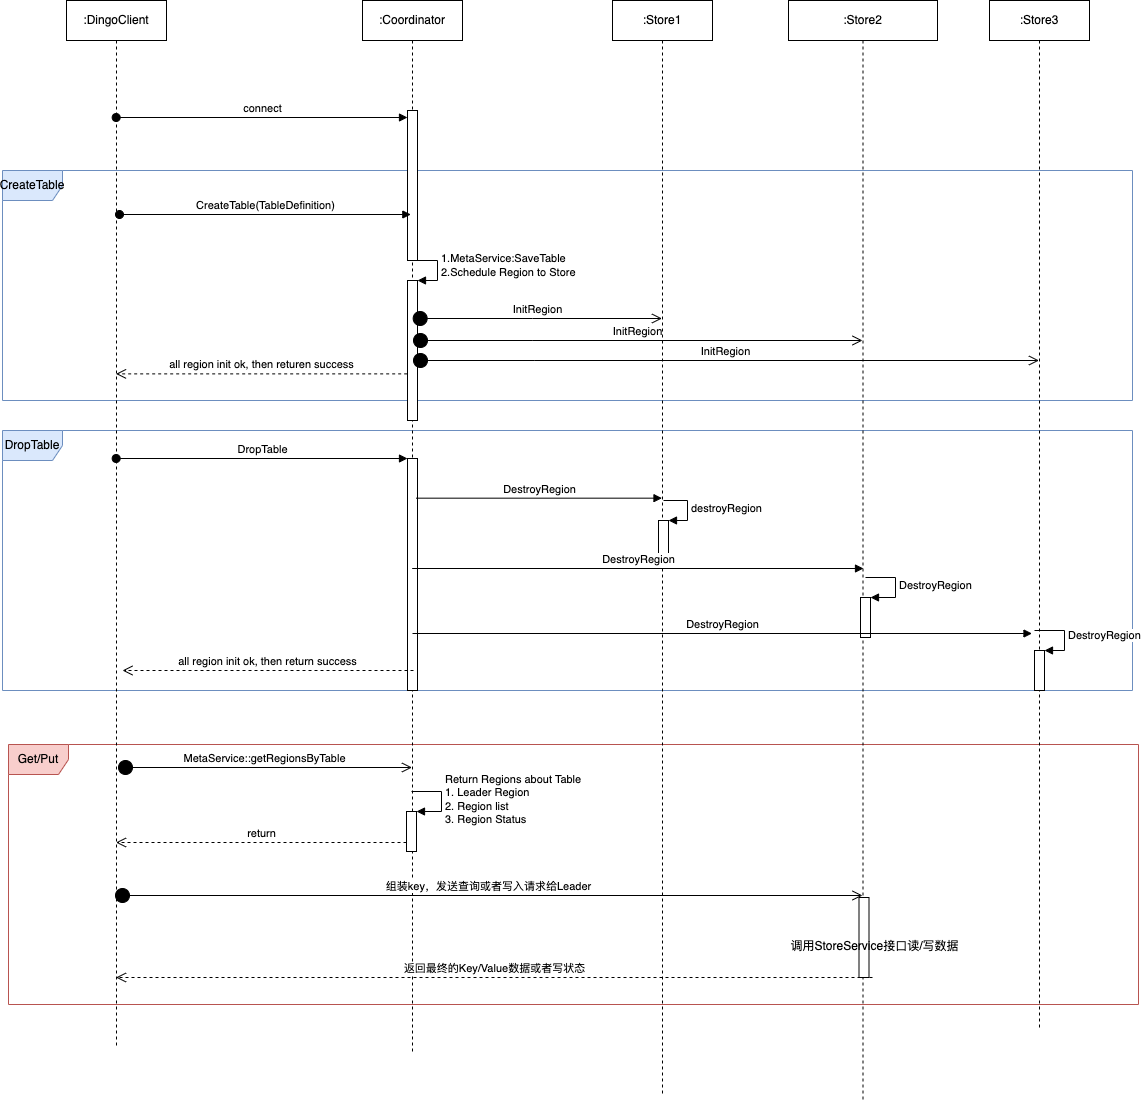 :DingoClient
:Coordinator
:Store1
:Store2
:Store3
connect
CreateTable
CreateTable(TableDefinition)
1.MetaService:SaveTable
2.Schedule Region to Store
InitRegion
InitRegion
InitRegion
all region init ok, then returen success
DropTable
DropTable
DestroyRegion
destroyRegion
DestroyRegion
DestroyRegion
DestroyRegion
DestroyRegion
all region init ok, then return success
Get/Put
MetaService::getRegionsByTable
Return Regions about Table
1. Leader Region
2. Region list
3. Region Status
return
组装key，发送查询或者写入请求给Leader
调用StoreService接口读/写数据
返回最终的Key/Value数据或者写状态